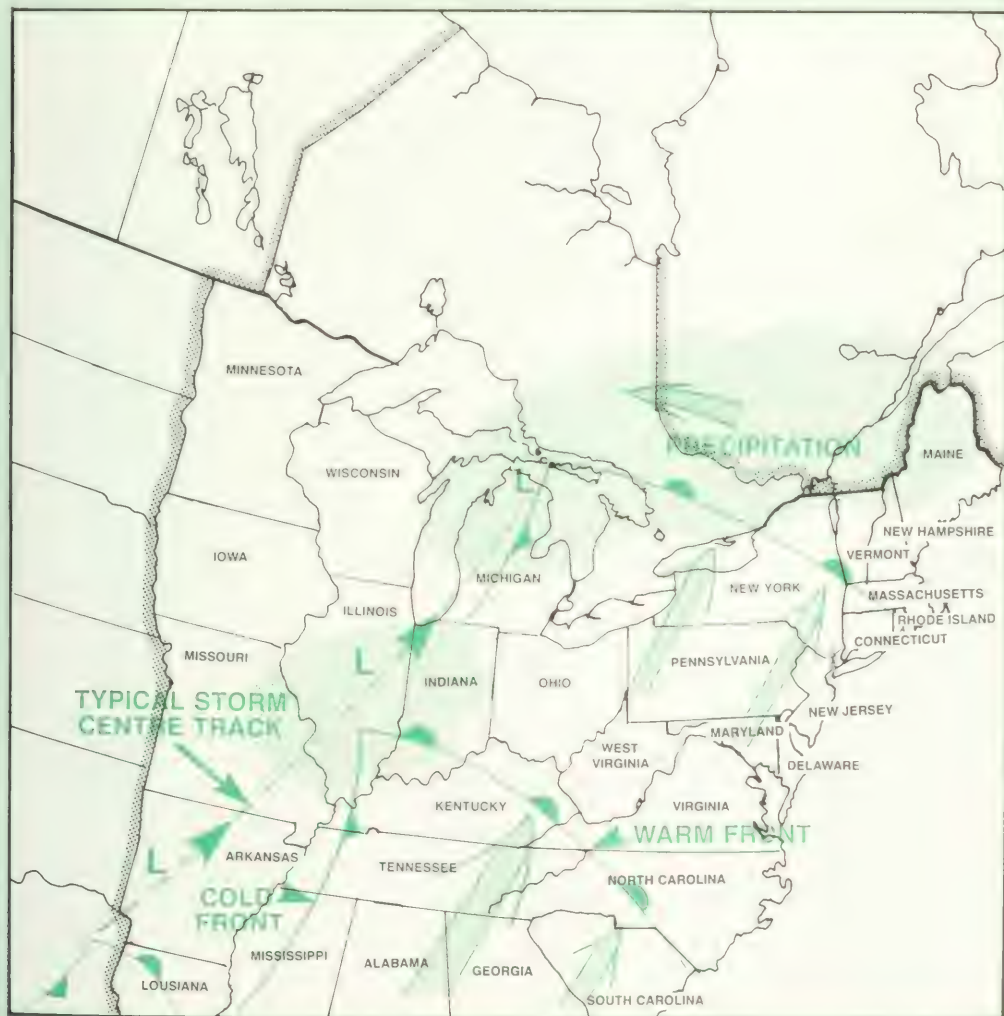 MINNESOTA
PRECIPITATION
MAINE
WISCONSIN
L
NEW HAMPSHIRE
VERMONT
IOWA
MICHIGAN
NEW YORK
MASSACHUSETTS
ILLINOIS
RHODE ISLAND
CONNECTICUT
MISSOURI
L
INDIANA
OHIO
PENNSYLVANIA
TYPICAL STORM
CENTRE TRACK
NEW JERSEY
MARYLAND
WEST
VIRGINIA
DELAWARE
KENTUCKY
VIRGINIA
WARM FRONT
L
ARKANSAS
TENNESSEE
NORTH CAROLINA
COLD
FRONT
MISSISSIPPI
ALABAMA
GEORGIA
LOUSIANA
SOUTH CAROLINA